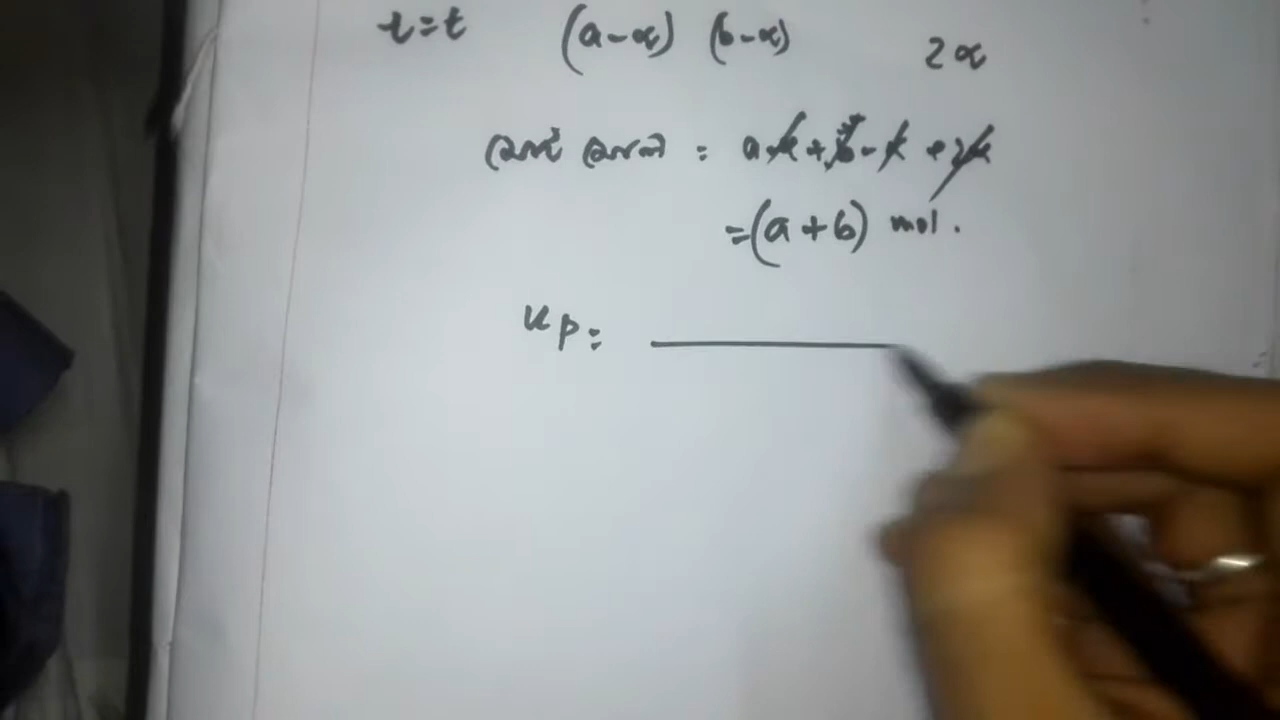 t=t (a-x) (b-x) 2x
মোট মোল = a-x+b-x+2x
=(a+b) mol.
Kp=